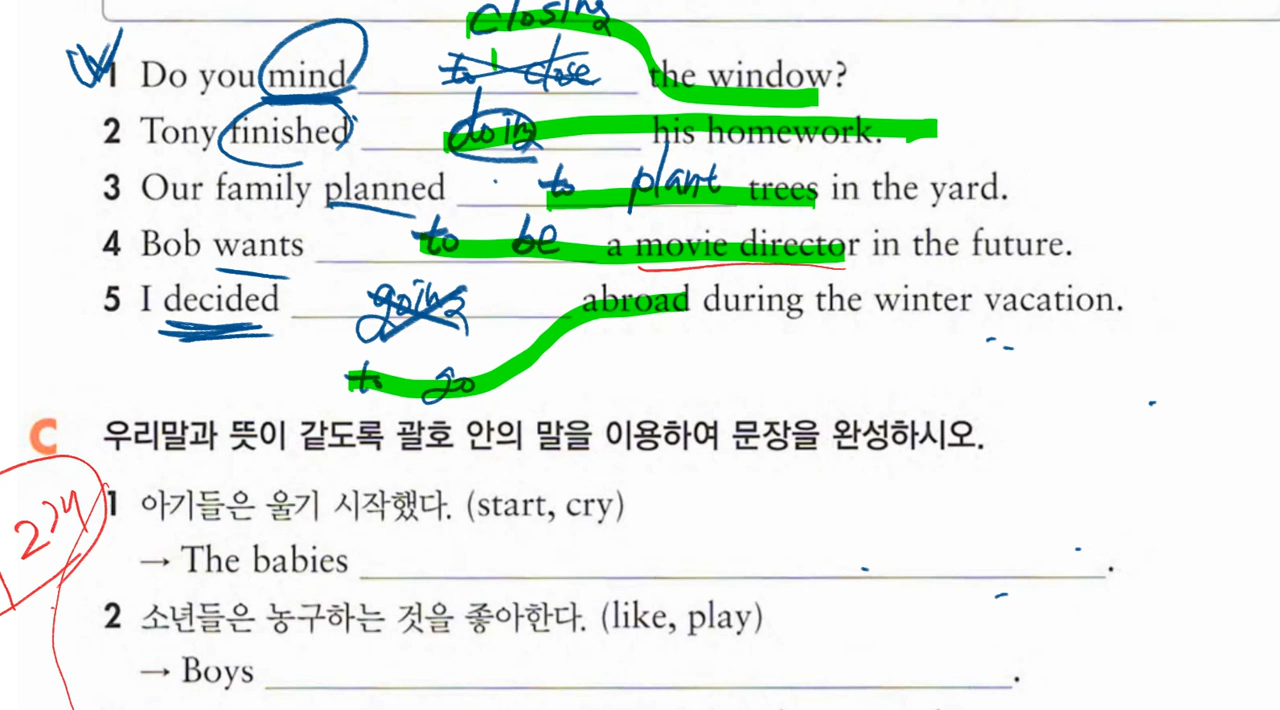 closing
1 Do you mind to close the window?
2 Tony finished doing his homework.
3 Our family planned to plant trees in the yard.
4 Bob wants to be a movie director in the future.
5 I decided going abroad during the winter vacation.
to go
C 우리말과 뜻이 같도록 괄호 안의 말을 이용하여 문장을 완성하시오.
2개
1 아기들은 울기 시작했다. (start, cry)
→ The babies .
2 소년들은 농구하는 것을 좋아한다. (like, play)
→ Boys .